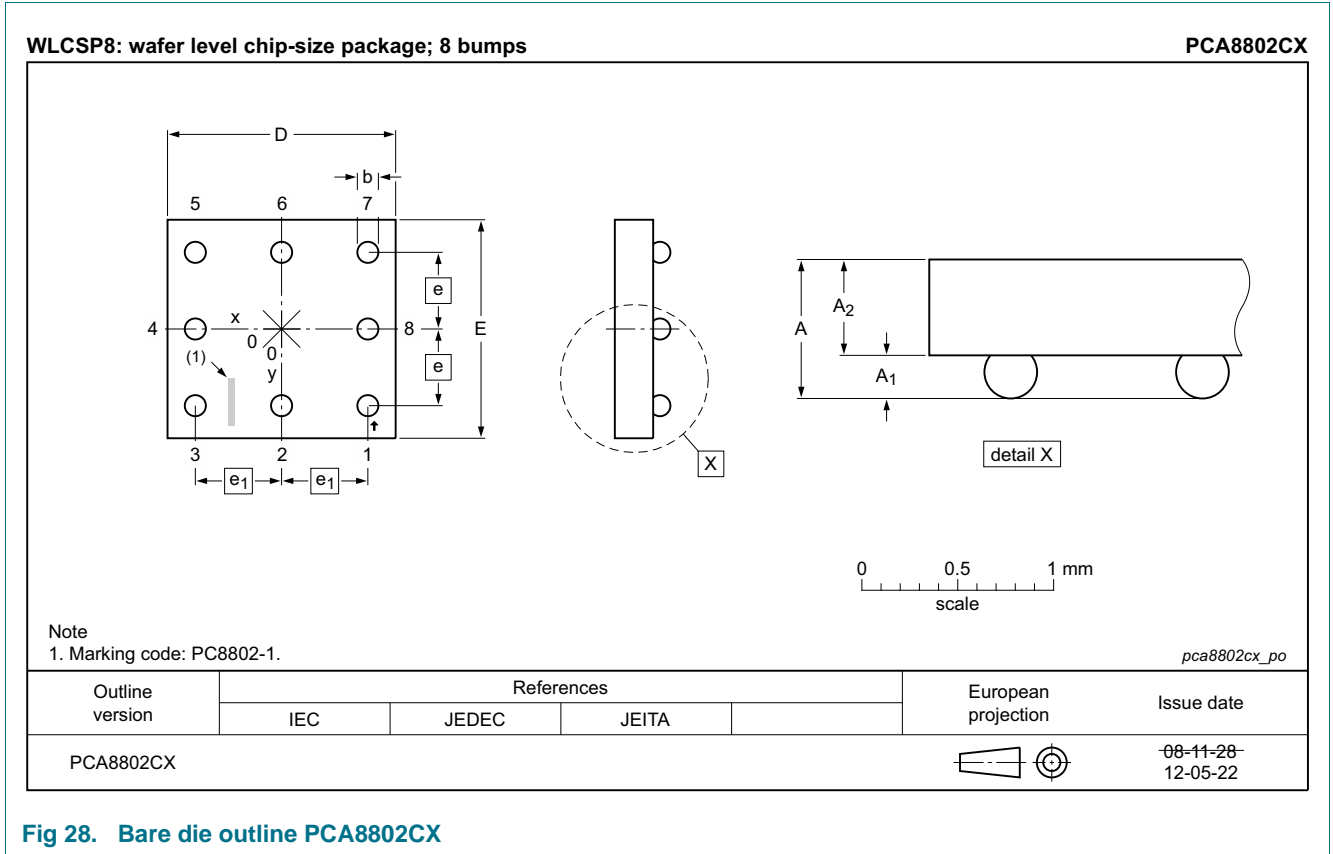 WLCSP8: wafer level chip-size package; 8 bumps PCA8802CX
D
b
5 6 7
e
A2
4 x 8 E A
0
(1) 0
y
e
A1
3 2 1
X
detail X
e1 e1
0 0.5 1 mm
scale
Note
1. Marking code: PC8802-1.
pca8802cx_po
Outline version References European projection Issue date
IEC JEDEC JEITA
PCA8802CX 08-11-28
12-05-22
Fig 28. Bare die outline PCA8802CX